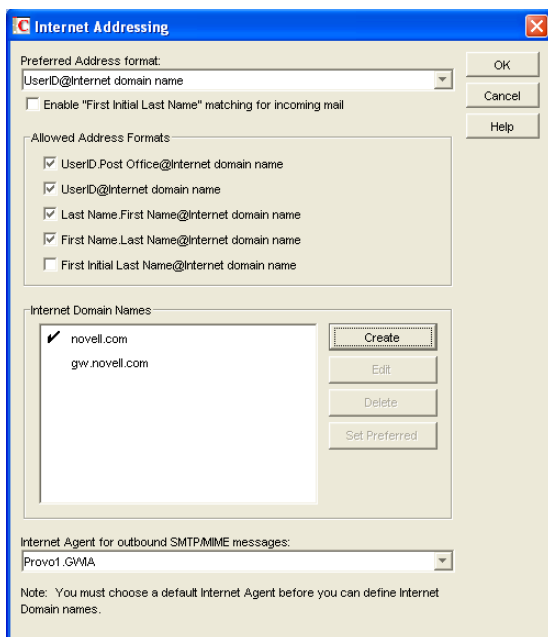 Internet Addressing
Preferred Address format:
OK
UserID@Internet domain name
Enable "First Initial Last Name" matching for incoming mail
Cancel
Help
Allowed Address Formats
UserID.Post Office@Internet domain name
UserID@Internet domain name
Last Name.First Name@Internet domain name
First Name.Last Name@Internet domain name
First Initial Last Name@Internet domain name
Internet Domain Names
novell.com
gw.novell.com
Create
Edit
Delete
Set Preferred
Internet Agent for outbound SMTP/MIME messages:
Provo1.GWIA
Note: You must choose a default Internet Agent before you can define Internet
Domain names.